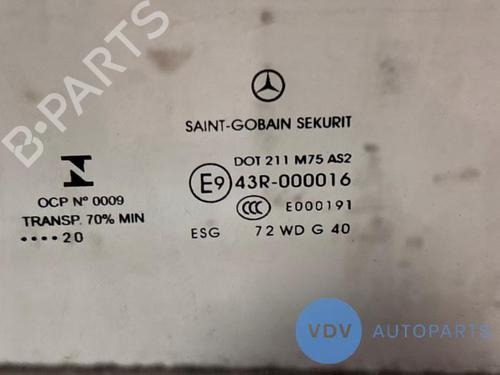 B-PARTS
SAINT-GOBAIN SEKURIT
DOT 211 M75 AS2
E9 43R-000016
CCC E000191
ESG 72 WD G 40
N
OCP Nº 0009
TRANSP. 70% MIN
••••20
VDV AUTOPARTS